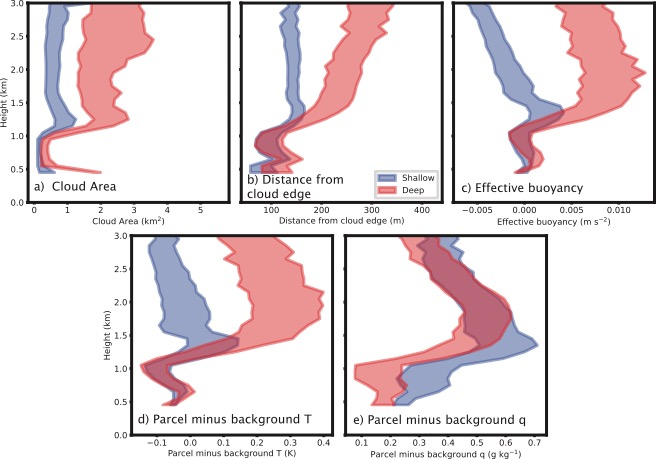 3.0
2.5
2.0
1.5
1.0
0.5
0.0
Height (km)
a) Cloud Area
0 1 2 3 4 5
Cloud Area (km²)
b) Distance from
cloud edge
Shallow
Deep
100 200 300 400
Distance from cloud edge (m)
c) Effective buoyancy
−0.005 0.000 0.005 0.010
Effective buoyancy (m s⁻²)
3.0
2.5
2.0
1.5
1.0
0.5
0.0
Height (km)
d) Parcel minus background T
−0.1 0.0 0.1 0.2 0.3 0.4
Parcel minus background T (K)
e) Parcel minus background q
0.1 0.2 0.3 0.4 0.5 0.6 0.7
Parcel minus background q (g kg⁻¹)